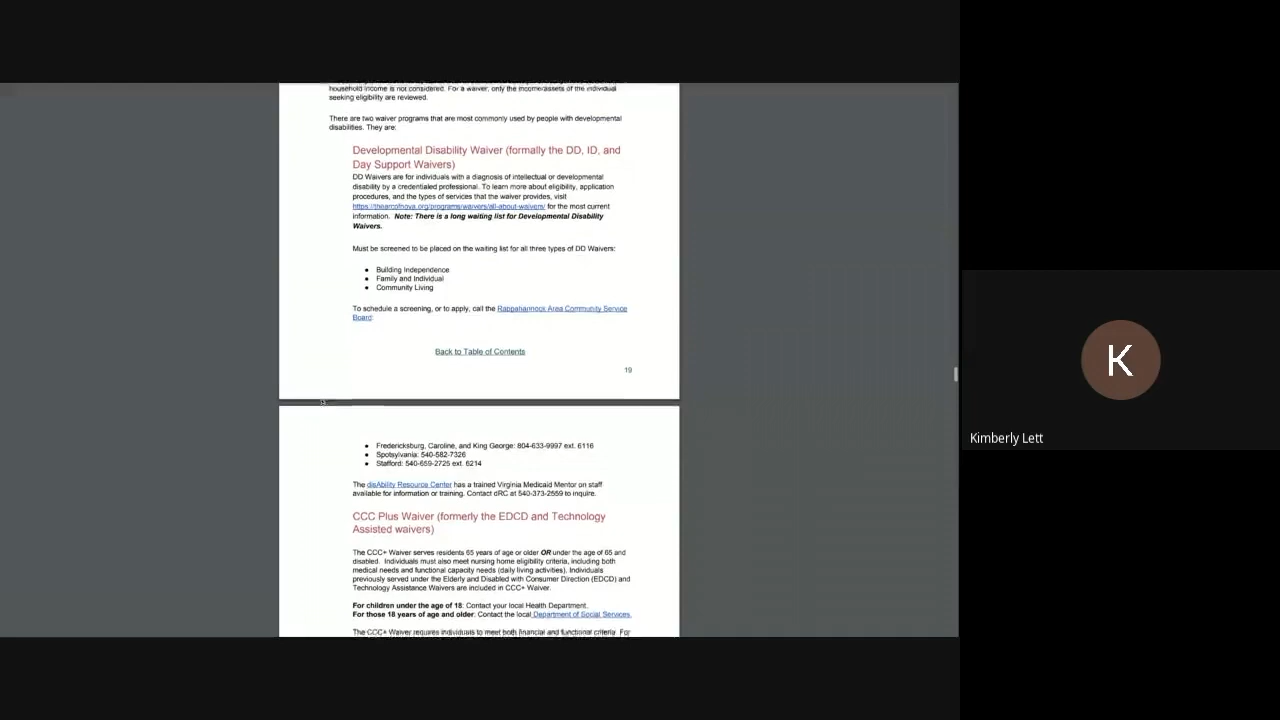 household income is not considered. For a waiver, only the income/assets of the individual
seeking eligibility are reviewed.
There are two waiver programs that are most commonly used by people with developmental
disabilities. They are:
Developmental Disability Waiver (formally the DD, ID, and
Day Support Waivers)
DD Waivers are for individuals with a diagnosis of intellectual or developmental
disability by a credentialed professional. To learn more about eligibility, application
procedures, and the types of services that the waiver provides, visit
https://thearcofnova.org/programs/waivers/all-about-waivers/ for the most current
information. Note: There is a long waiting list for Developmental Disability
Waivers.
Must be screened to be placed on the waiting list for all three types of DD Waivers:
● Building Independence
● Family and Individual
● Community Living
To schedule a screening, or to apply, call the Rappahannock Area Community Service
Board:
Back to Table of Contents
19
● Fredericksburg, Caroline, and King George: 804-633-9997 ext. 6116
● Spotsylvania: 540-582-7326
● Stafford: 540-659-2725 ext. 6214
The disAbility Resource Center has a trained Virginia Medicaid Mentor on staff
available for information or training. Contact dRC at 540-373-2559 to inquire.
CCC Plus Waiver (formerly the EDCD and Technology
Assisted waivers)
The CCC+ Waiver serves residents 65 years of age or older OR under the age of 65 and
disabled. Individuals must also meet nursing home eligibility criteria, including both
medical needs and functional capacity needs (daily living activities). Individuals
previously served under the Elderly and Disabled with Consumer Direction (EDCD) and
Technology Assistance Waivers are included in CCC+ Waiver.
For children under the age of 18: Contact your local Health Department.
For those 18 years of age and older: Contact the local Department of Social Services.
The CCC+ Waiver requires individuals to meet both financial and functional criteria. For
K
Kimberly Lett